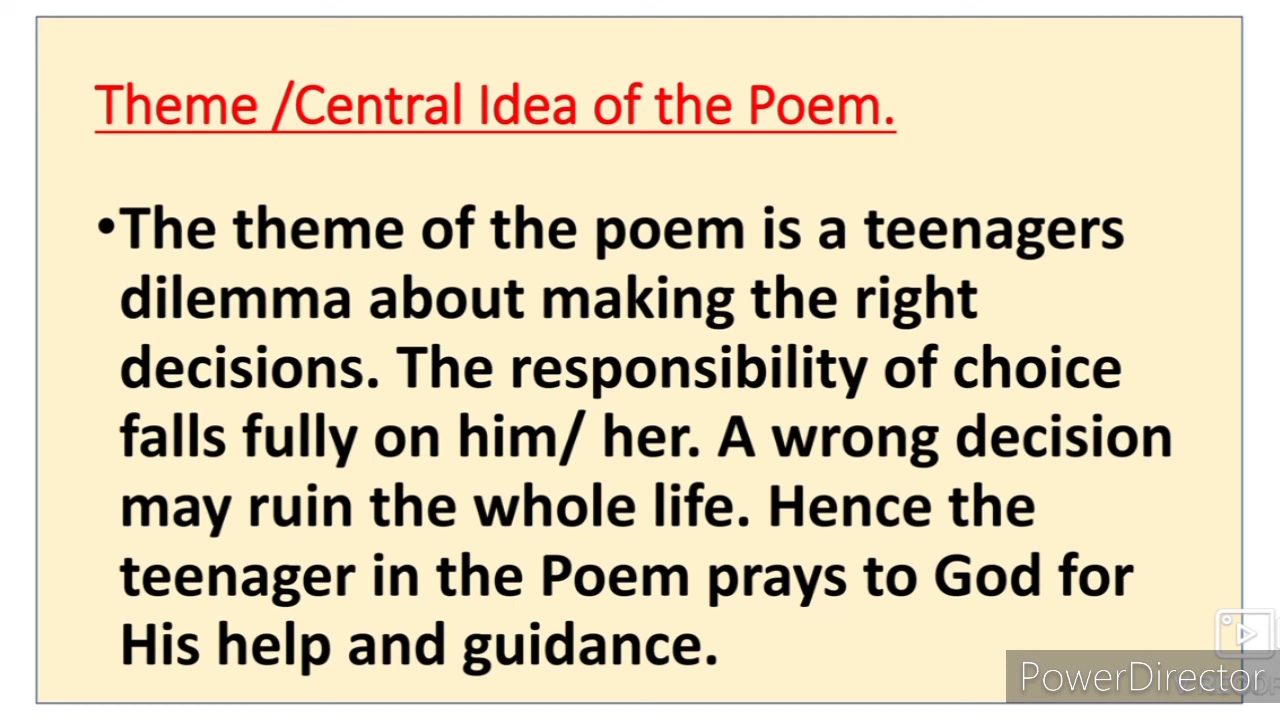 Theme /Central Idea of the Poem.
•The theme of the poem is a teenagers
dilemma about making the right
decisions. The responsibility of choice
falls fully on him/ her. A wrong decision
may ruin the whole life. Hence the
teenager in the Poem prays to God for
His help and guidance.
PowerDirector